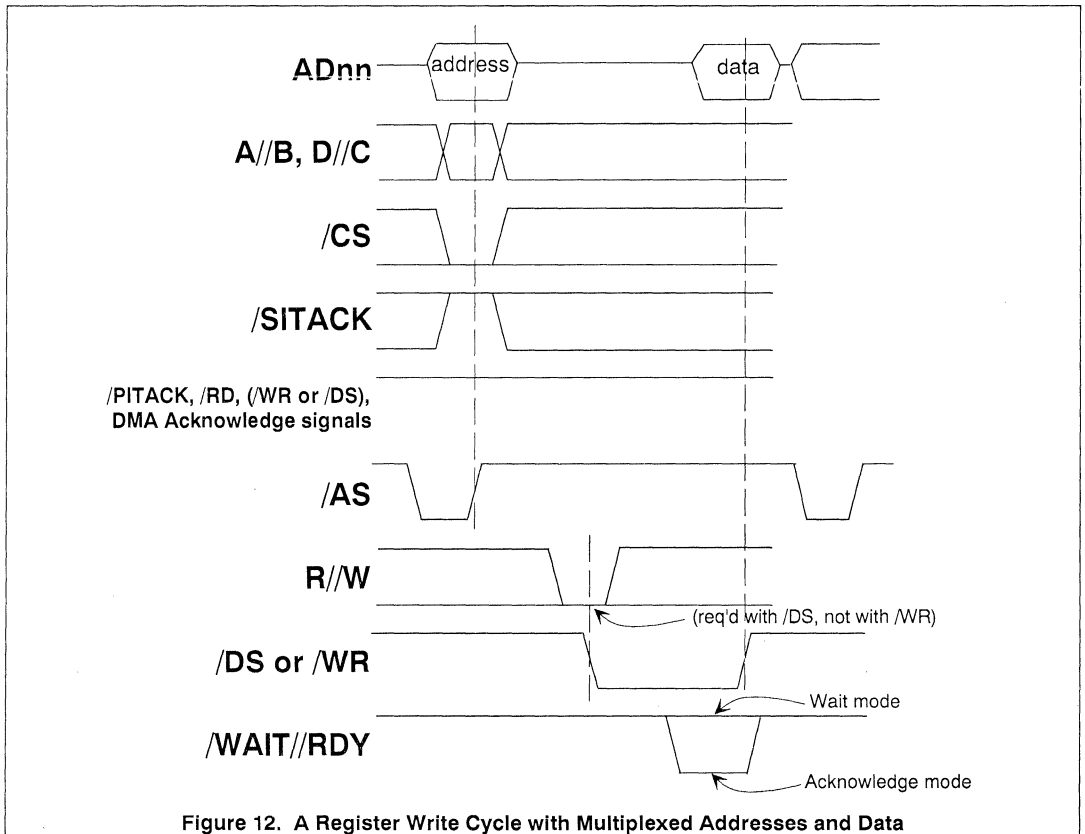 ADnn
address
data
A//B, D//C
/CS
/SITACK
/PITACK, /RD, (/WR or /DS),
DMA Acknowledge signals
/AS
R//W
(req'd with /DS, not with /WR)
/DS or /WR
Wait mode
/WAIT//RDY
Acknowledge mode
Figure 12. A Register Write Cycle with Multiplexed Addresses and Data